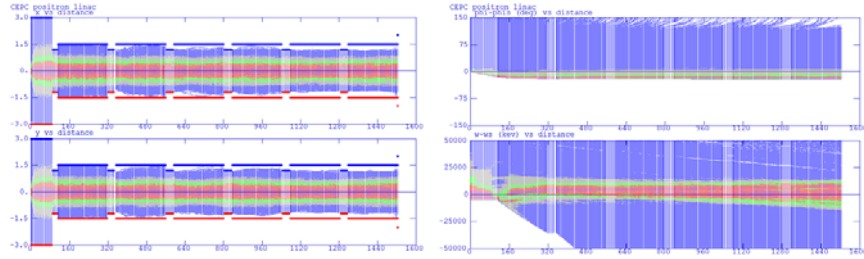 CEPC positron linac
x vs distance
3.0
1.5
0.
-1.5
-3.0
0 160 320 480 640 800 960 1120 1280 1440 1600
CEPC positron linac
phi-phis (deg) vs distance
150
75
0
-75
-150
0 160 320 480 640 800 960 1120 1280 1440 1600
y vs distance
3.0
1.5
0.
-1.5
-3.0
0 160 320 480 640 800 960 1120 1280 1440 1600
w-ws (kev) vs distance
50000
25000
0
-25000
-50000
0 160 320 480 640 800 960 1120 1280 1440 1600